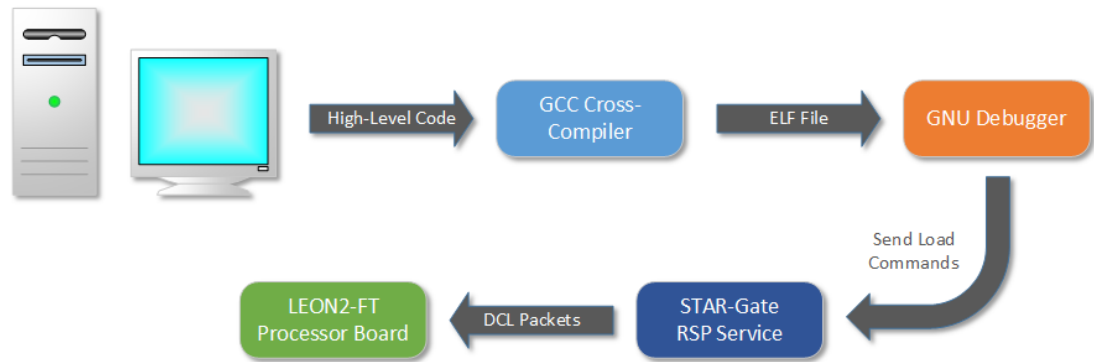 High-Level Code
GCC Cross-
Compiler
ELF File
GNU Debugger
Send Load
Commands
STAR-Gate
RSP Service
DCL Packets
LEON2-FT
Processor Board